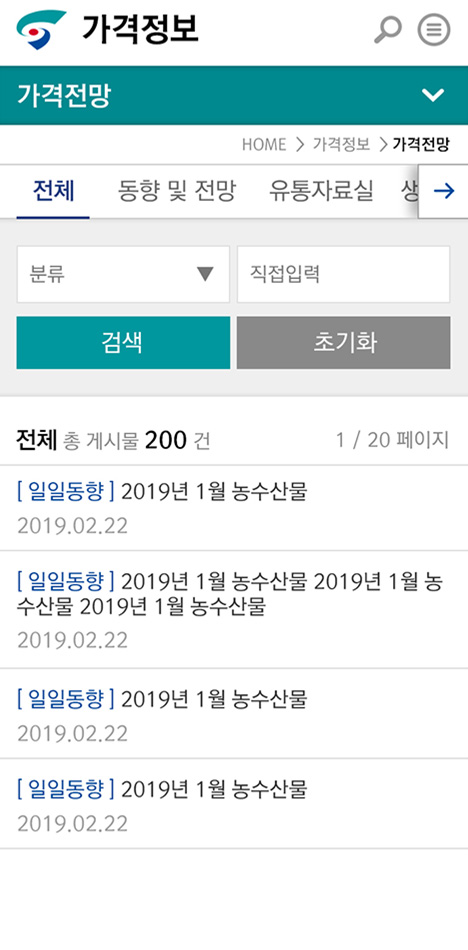 가격정보
가격전망
HOME > 가격정보 > 가격전망
전체 동향 및 전망 유통자료실
분류 ▼ 직접입력
검색 초기화
전체 총 게시물 200 건 1 / 20 페이지
[ 일일동향 ] 2019년 1월 농수산물
2019.02.22
[ 일일동향 ] 2019년 1월 농수산물 2019년 1월 농
수산물 2019년 1월 농수산물
2019.02.22
[ 일일동향 ] 2019년 1월 농수산물
2019.02.22
[ 일일동향 ] 2019년 1월 농수산물
2019.02.22